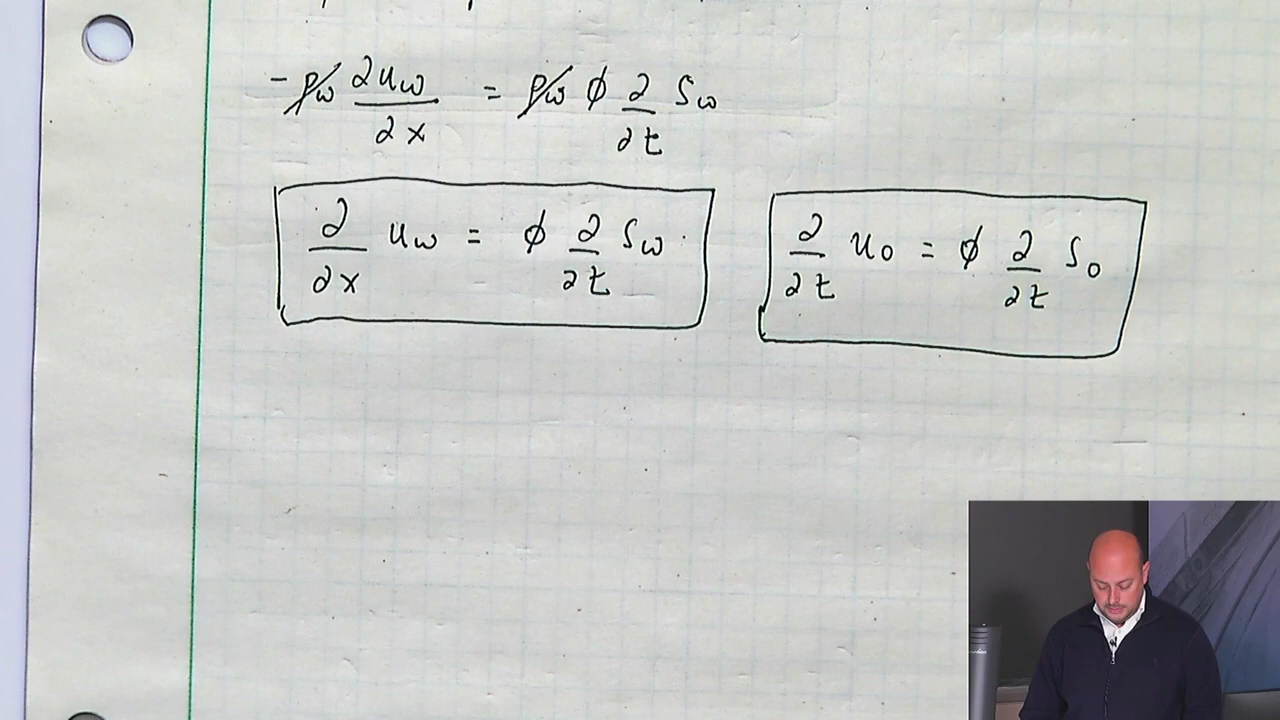 - ρw ∂uw/∂x = ρw ϕ ∂/∂t Sw
∂/∂x uw = ϕ ∂/∂t Sw
∂/∂t uo = ϕ ∂/∂t So